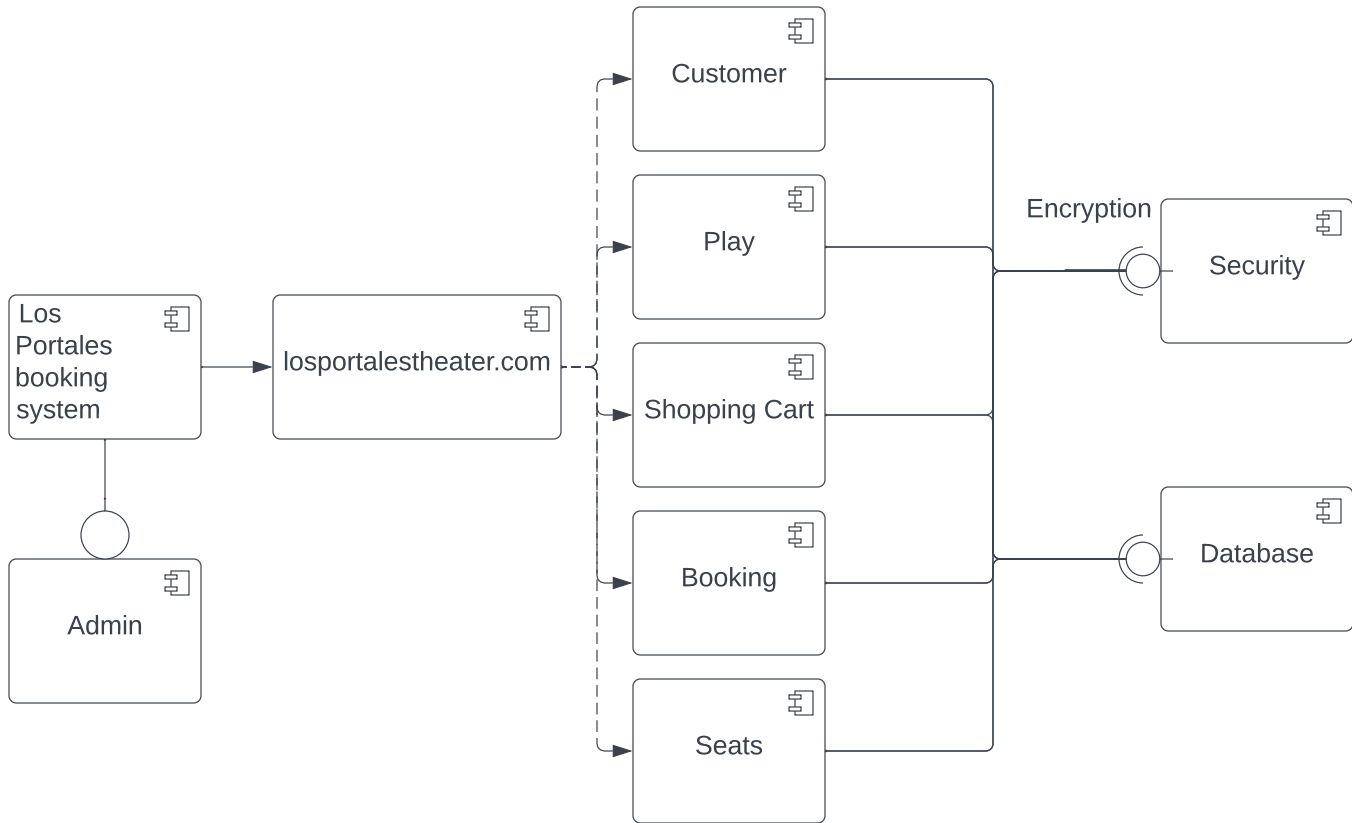 Customer
Play
Encryption
Security
Los
Portales
booking
system
losportalestheater.com
Shopping Cart
Booking
Database
Admin
Seats